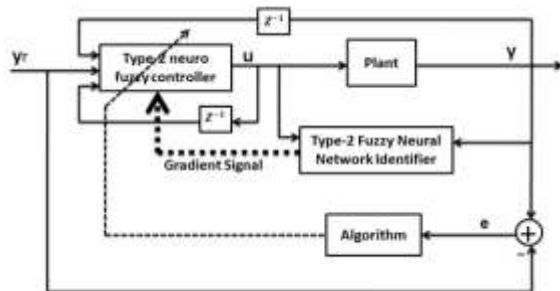 Z⁻¹
yr
Type-2 neuro
fuzzy controller
u
Plant
y
Z⁻¹
Gradient Signal
Type-2 Fuzzy Neural
Network Identifier
Algorithm
e
+
−